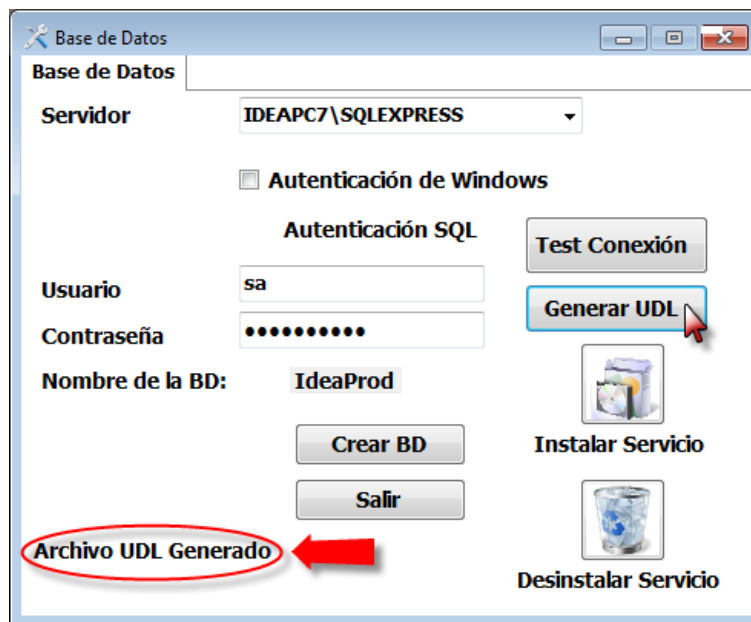 Base de Datos
Base de Datos
Servidor
IDEAPC7\SQLEXPRESS
Autenticación de Windows
Autenticación SQL
Test Conexión
Usuario
sa
Generar UDL
Contraseña
••••••••••
Nombre de la BD:
IdeaProd
Crear BD
Instalar Servicio
Salir
Archivo UDL Generado
Desinstalar Servicio